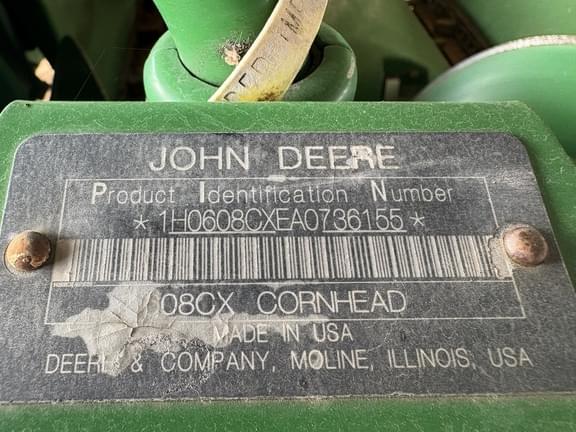 JOHN DEERE
Product Identification Number
*1H0608CXEA0736155*
08CX CORNHEAD
MADE IN USA
DEERE & COMPANY, MOLINE, ILLINOIS, USA